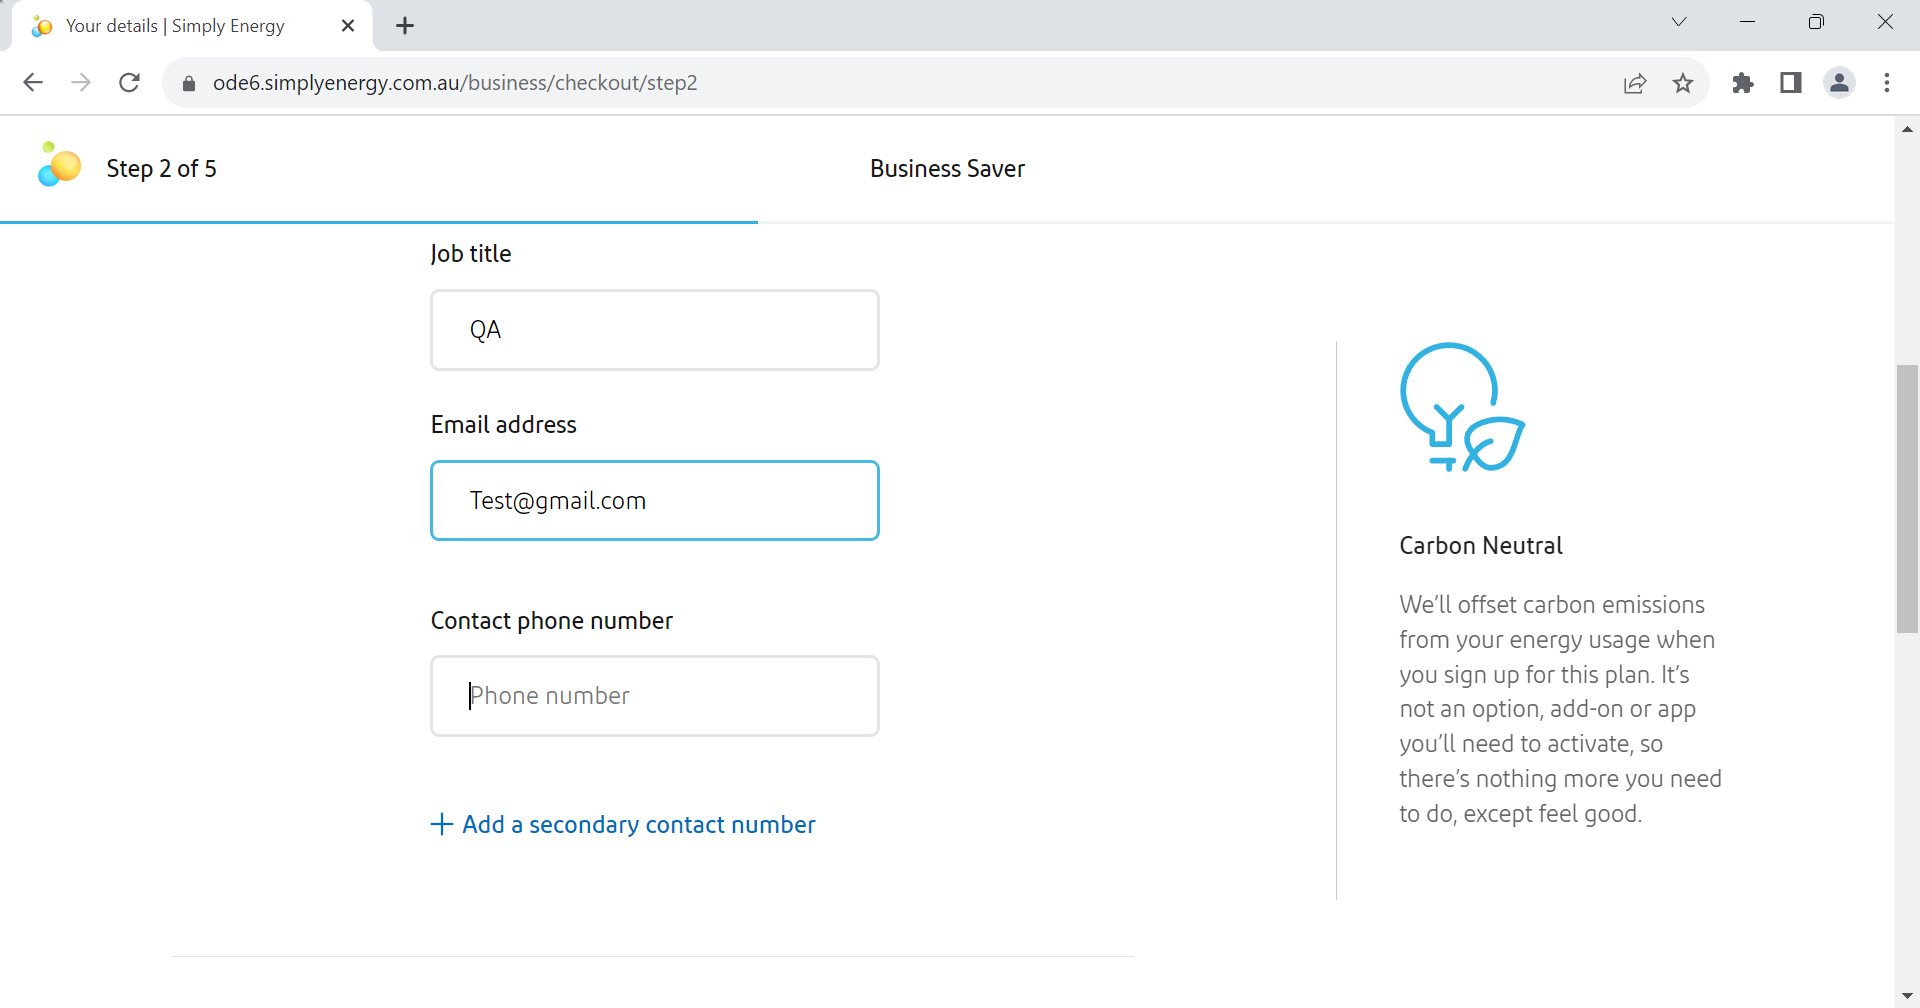 Your details | Simply Energy
ode6.simplyenergy.com.au/business/checkout/step2
Step 2 of 5
Business Saver
Job title
QA
Email address
Test@gmail.com
Contact phone number
Phone number
Add a secondary contact number
Carbon Neutral
We’ll offset carbon emissions
from your energy usage when
you sign up for this plan. It’s
not an option, add-on or app
you’ll need to activate, so
there’s nothing more you need
to do, except feel good.